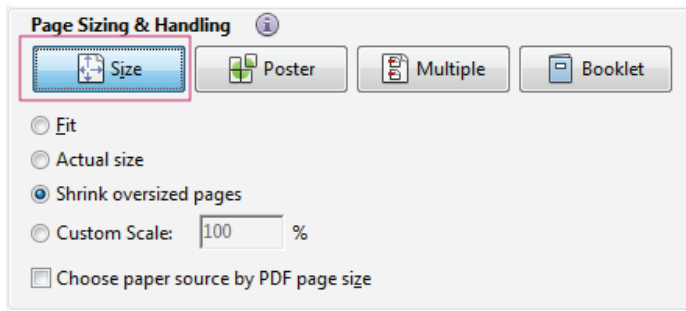 Page Sizing & Handling
Size Poster Multiple Booklet
Fit
Actual size
Shrink oversized pages
Custom Scale: 100 %
Choose paper source by PDF page size